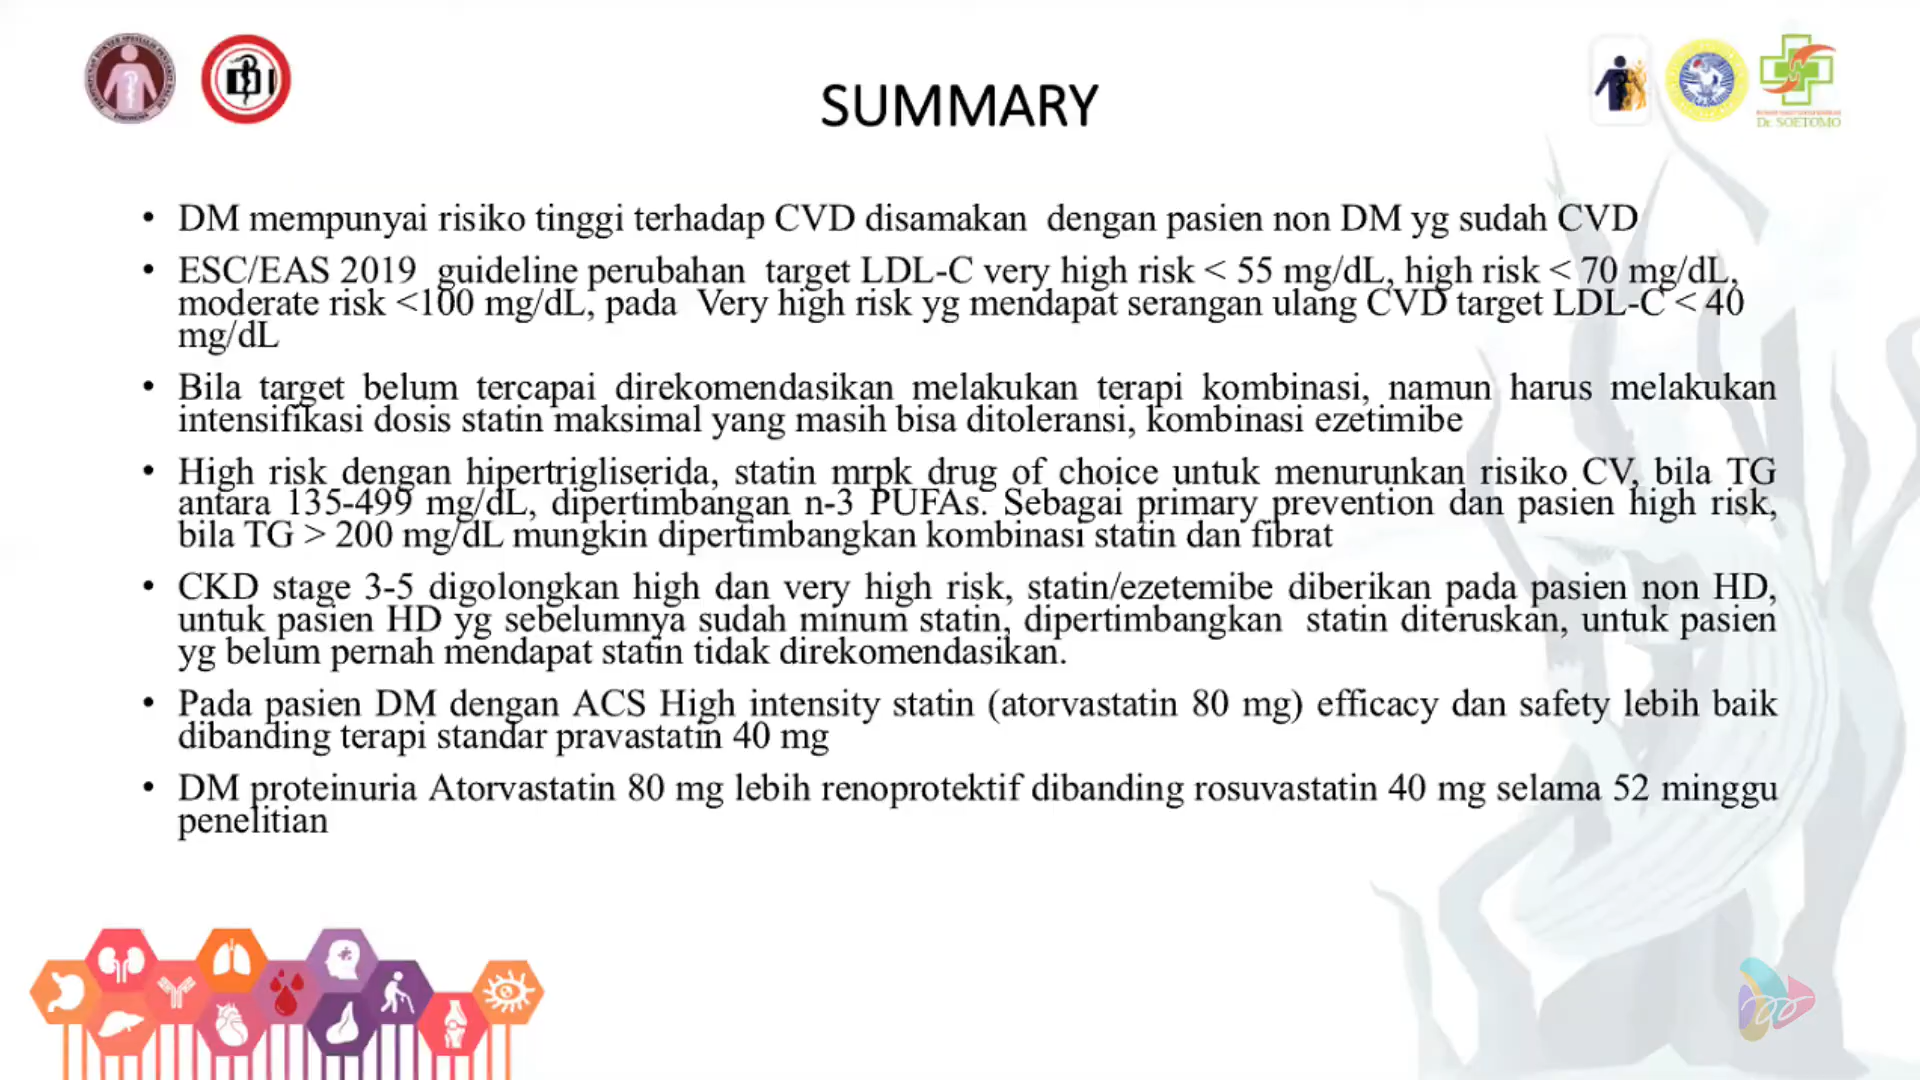 SUMMARY
Dr. SOETOMO
• DM mempunyai risiko tinggi terhadap CVD disamakan dengan pasien non DM yg sudah CVD
• ESC/EAS 2019 guideline perubahan target LDL-C very high risk < 55 mg/dL, high risk < 70 mg/dL,
moderate risk <100 mg/dL, pada Very high risk yg mendapat serangan ulang CVD target LDL-C < 40
mg/dL
• Bila target belum tercapai direkomendasikan melakukan terapi kombinasi, namun harus melakukan
intensifikasi dosis statin maksimal yang masih bisa ditoleransi, kombinasi ezetimibe
• High risk dengan hipertrigliserida, statin mrpk drug of choice untuk menurunkan risiko CV, bila TG
antara 135-499 mg/dL, dipertimbangan n-3 PUFAs. Sebagai primary prevention dan pasien high risk,
bila TG > 200 mg/dL mungkin dipertimbangkan kombinasi statin dan fibrat
• CKD stage 3-5 digolongkan high dan very high risk, statin/ezetemibe diberikan pada pasien non HD,
untuk pasien HD yg sebelumnya sudah minum statin, dipertimbangkan statin diteruskan, untuk pasien
yg belum pernah mendapat statin tidak direkomendasikan.
• Pada pasien DM dengan ACS High intensity statin (atorvastatin 80 mg) efficacy dan safety lebih baik
dibanding terapi standar pravastatin 40 mg
• DM proteinuria Atorvastatin 80 mg lebih renoprotektif dibanding rosuvastatin 40 mg selama 52 minggu
penelitian